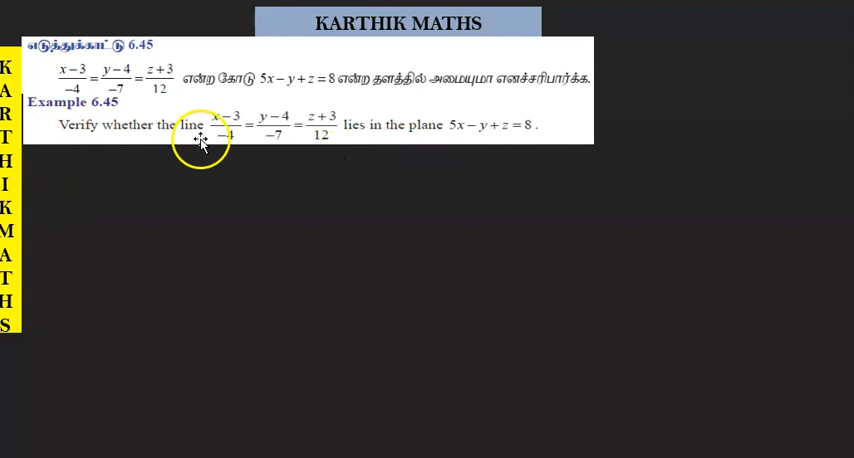 KARTHIK MATHS
எடுத்துக்காட்டு 6.45
x−3/−4 = y−4/−7 = z+3/12 என்ற கோடு 5x−y+z=8 என்ற தளத்தில் அமையுமா எனச்சரிபார்க்க.
Example 6.45
Verify whether the line x−3/−4 = y−4/−7 = z+3/12 lies in the plane 5x−y+z=8.
K
A
R
T
H
I
K
M
A
T
H
S